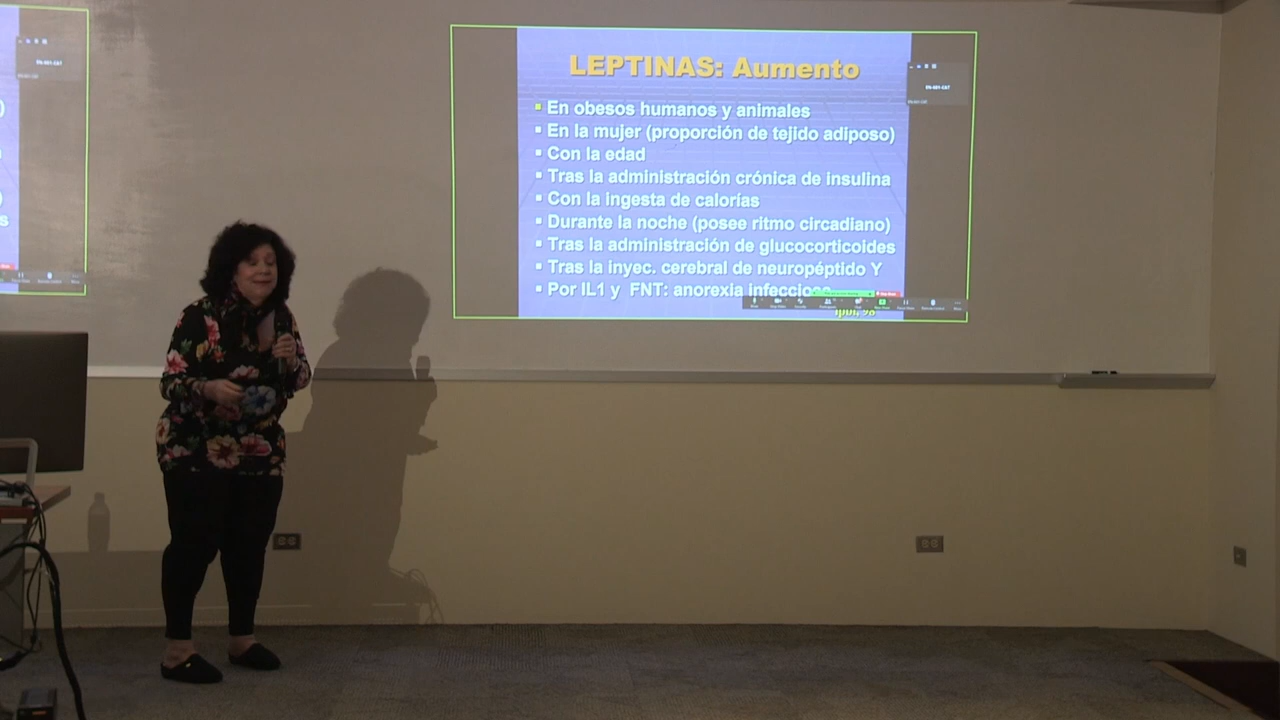 LEPTINAS: Aumento
En obesos humanos y animales
En la mujer (proporción de tejido adiposo)
Con la edad
Tras la administración crónica de insulina
Con la ingesta de calorías
Durante la noche (posee ritmo circadiano)
Tras la administración de glucocorticoides
Tras la inyec. cerebral de neuropéptido Y
Por IL1 y FNT: anorexia infecciosa